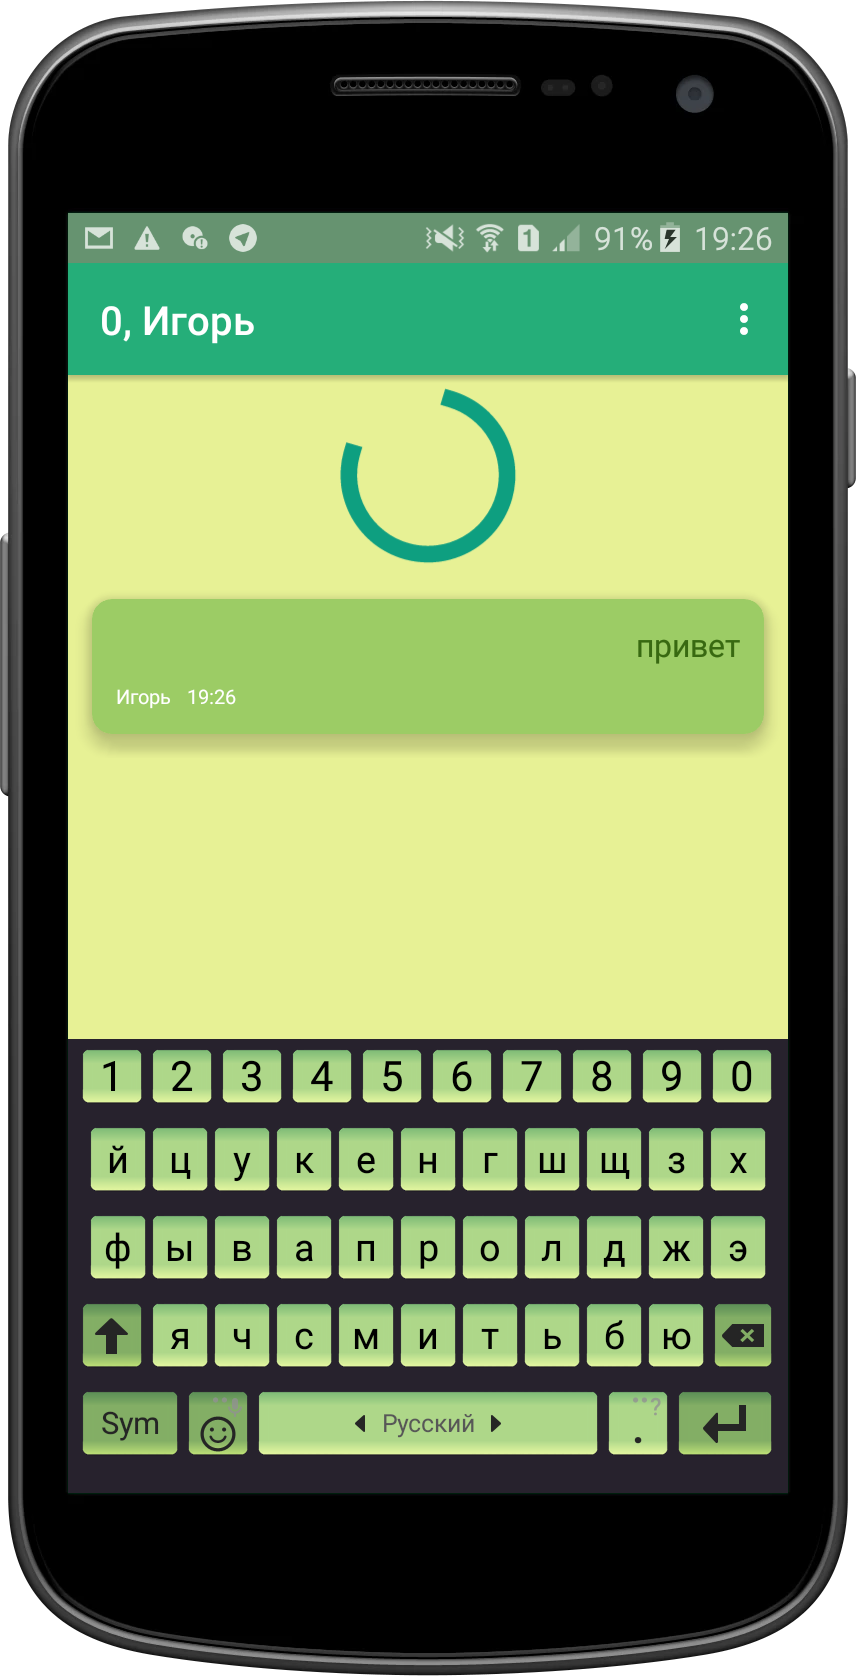 1 91% 19:26
0, Игорь
привет
Игорь 19:26
1 2 3 4 5 6 7 8 9 0
й ц у к е н г ш щ з х
ф ы в а п р о л д ж э
я ч с м и т ь б ю
Sym Русский . ?